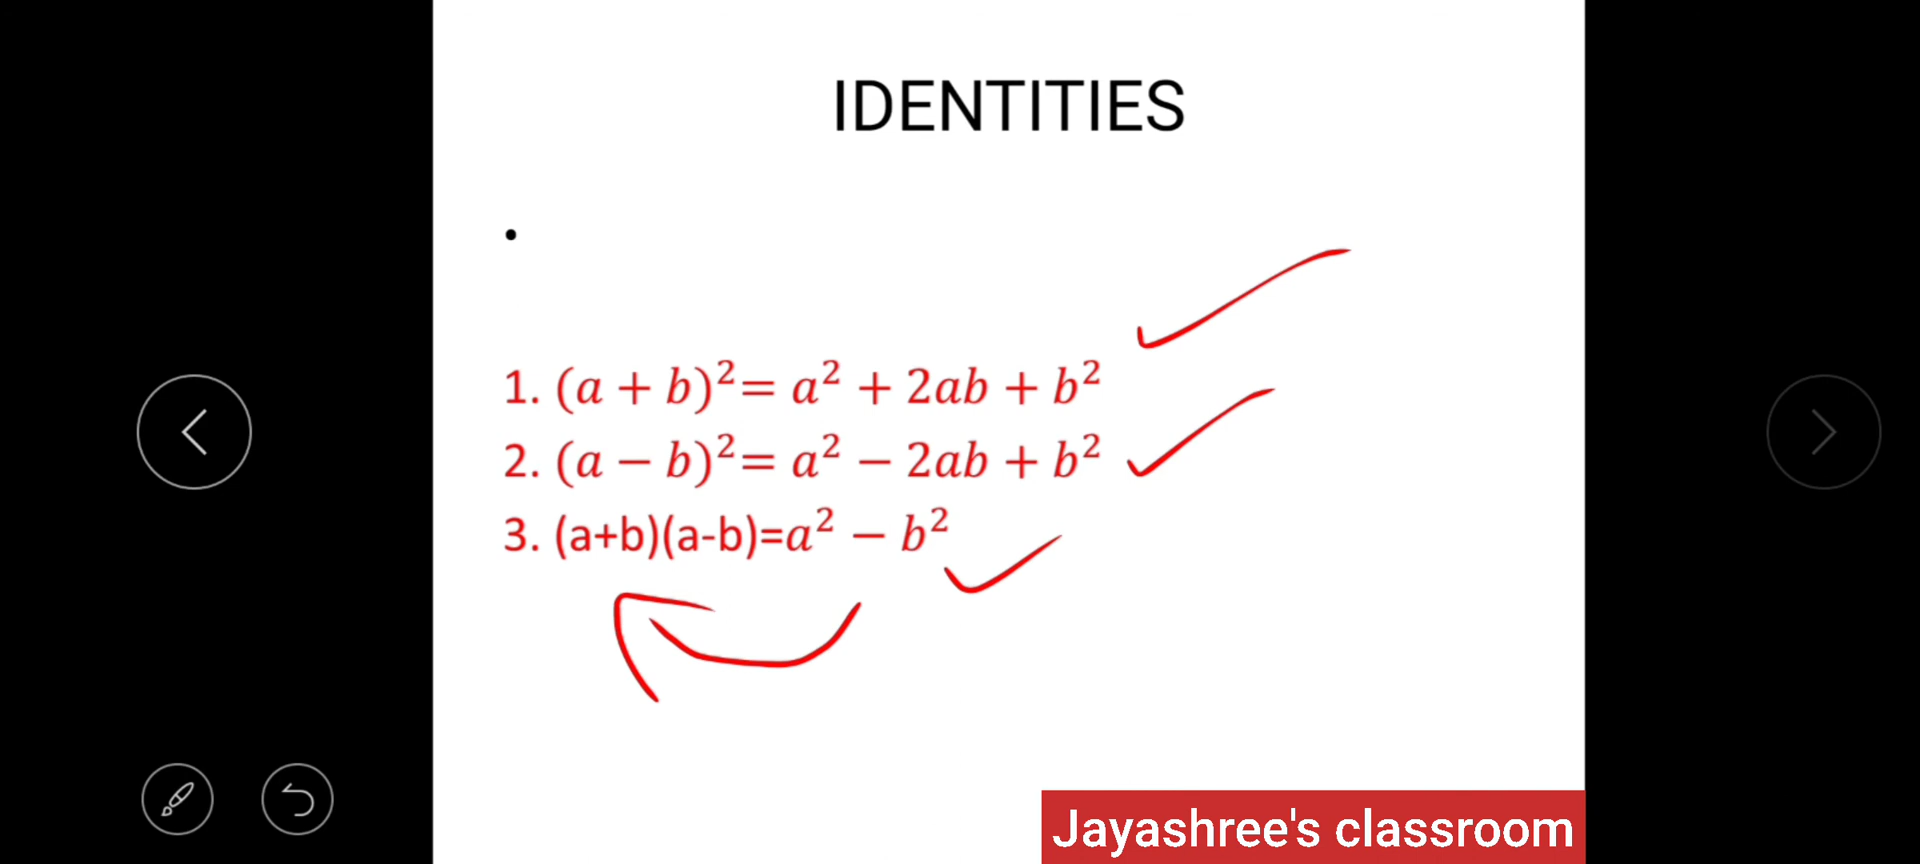 IDENTITIES
•
1. (a + b)²= a² + 2ab + b²
2. (a − b)²= a² − 2ab + b²
3. (a+b)(a-b)=a² − b²
Jayashree's classroom